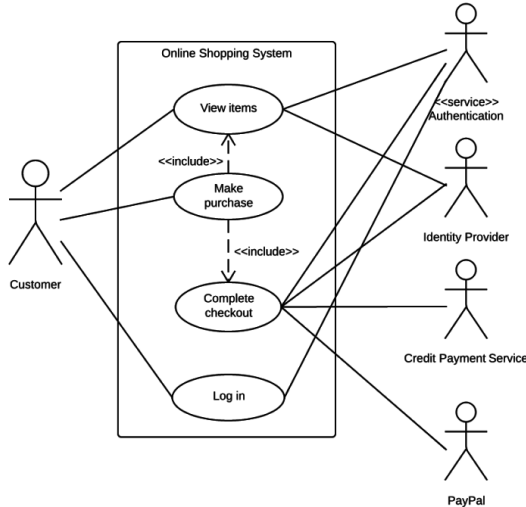 Online Shopping System
View items
<<include>>
Make
purchase
<<include>>
Complete
checkout
Log in
Customer
<<service>>
Authentication
Identity Provider
Credit Payment Service
PayPal